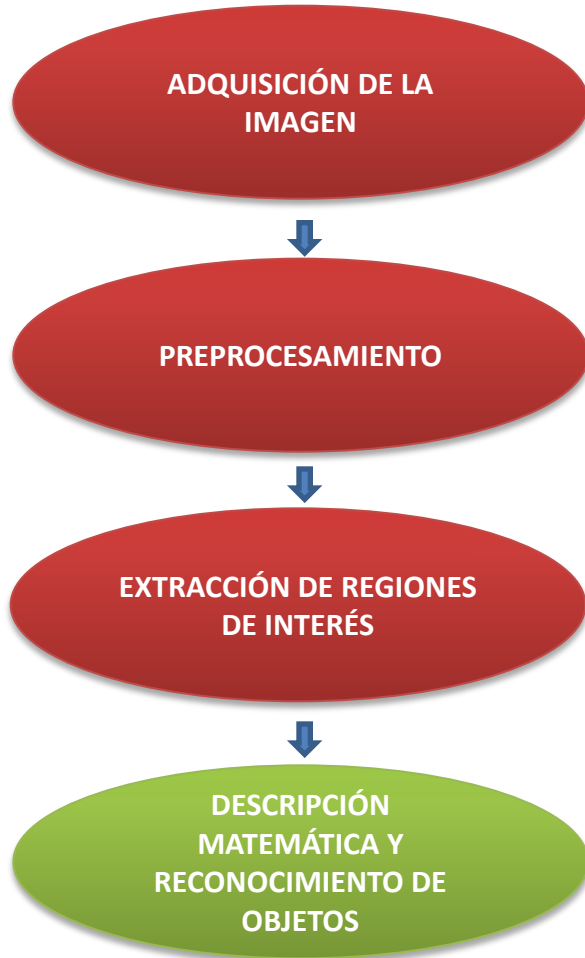 ADQUISICIÓN DE LA
IMAGEN
PREPROCESAMIENTO
EXTRACCIÓN DE REGIONES
DE INTERÉS
DESCRIPCIÓN
MATEMÁTICA Y
RECONOCIMIENTO DE
OBJETOS